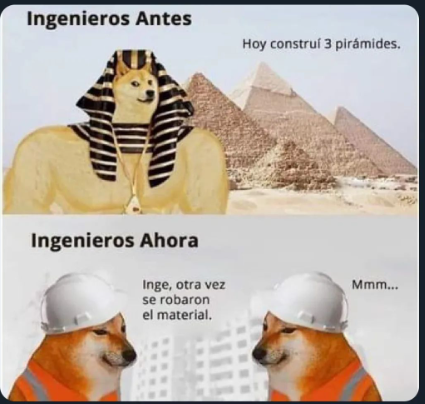 Ingenieros Antes
Hoy construí 3 pirámides.
Ingenieros Ahora
Inge, otra vez
se robaron
el material.
Mmm...